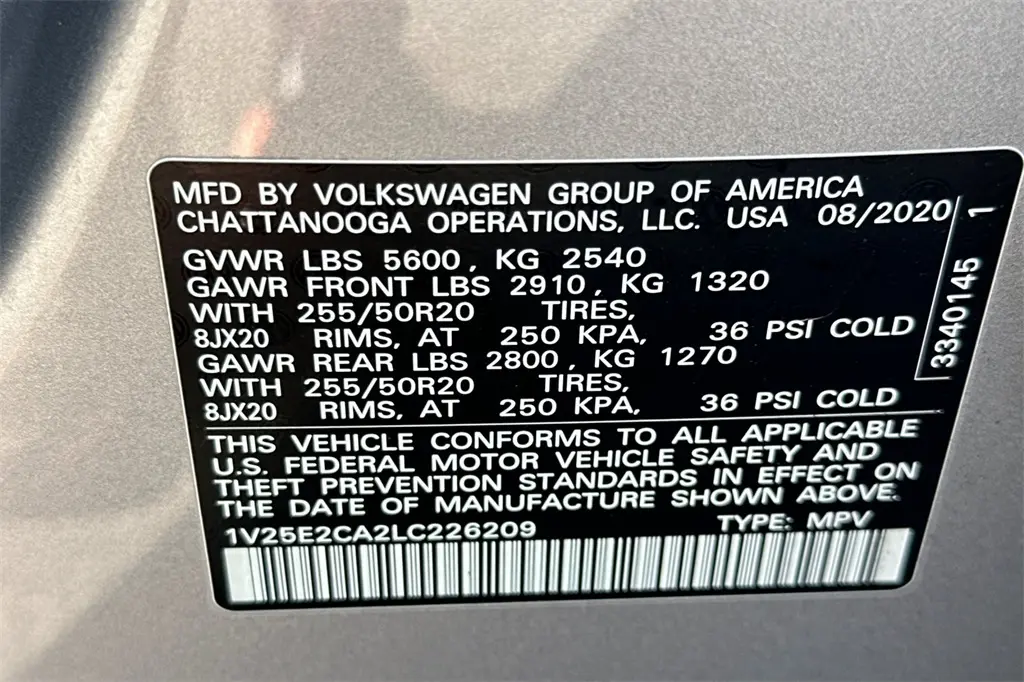 MFD BY VOLKSWAGEN GROUP OF AMERICA
CHATTANOOGA OPERATIONS, LLC. USA 08/2020
GVWR LBS 5600, KG 2540
GAWR FRONT LBS 2910, KG 1320
WITH 255/50R20 TIRES,
8JX20 RIMS, AT 250 KPA, 36 PSI COLD
GAWR REAR LBS 2800, KG 1270
WITH 255/50R20 TIRES,
8JX20 RIMS, AT 250 KPA, 36 PSI COLD
3340145 1
THIS VEHICLE CONFORMS TO ALL APPLICABLE
U.S. FEDERAL MOTOR VEHICLE SAFETY AND
THEFT PREVENTION STANDARDS IN EFFECT ON
THE DATE OF MANUFACTURE SHOWN ABOVE.
1V25E2CA2LC226209 TYPE: MPV